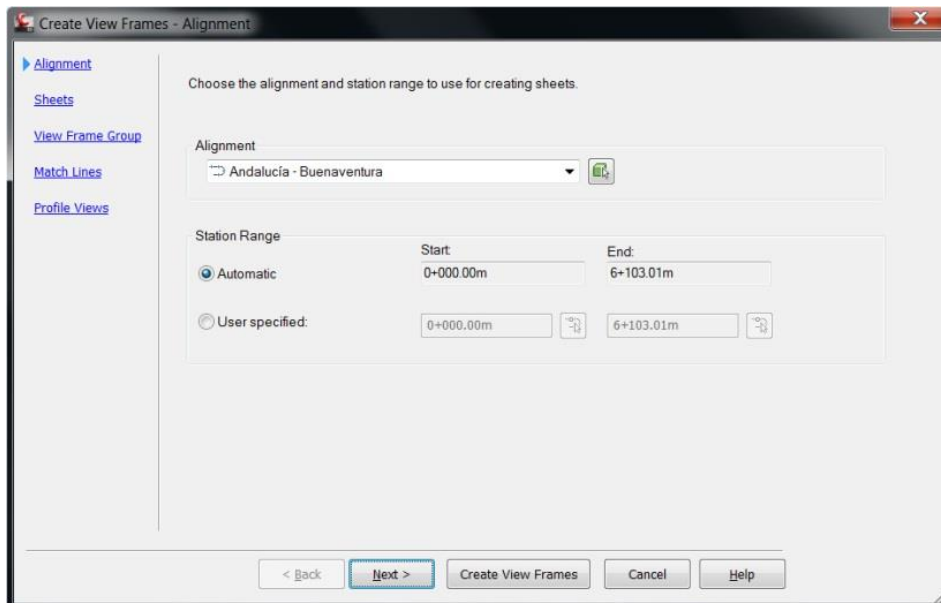 Create View Frames - Alignment
Alignment
Sheets
View Frame Group
Match Lines
Profile Views
Choose the alignment and station range to use for creating sheets.
Alignment
Andalucía - Buenaventura
Station Range
Start: End:
Automatic 0+000.00m 6+103.01m
User specified: 0+000.00m 6+103.01m
< Back Next > Create View Frames Cancel Help